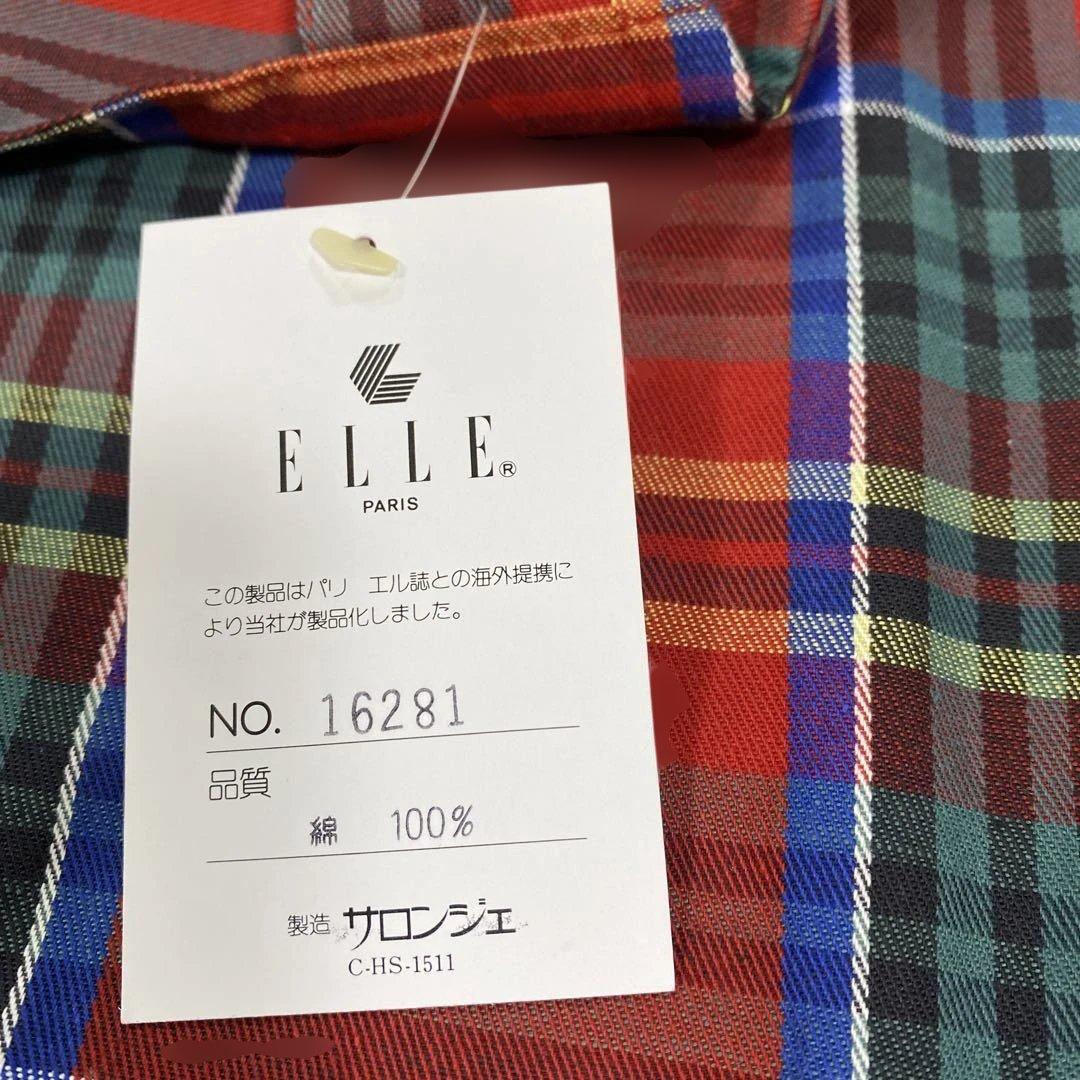 ELLE®
PARIS
この製品はパリ　エル誌との海外提携に
より当社が製品化しました。
NO. 16281
品質
綿 100%
製造 サロンジェ
C-HS-1511